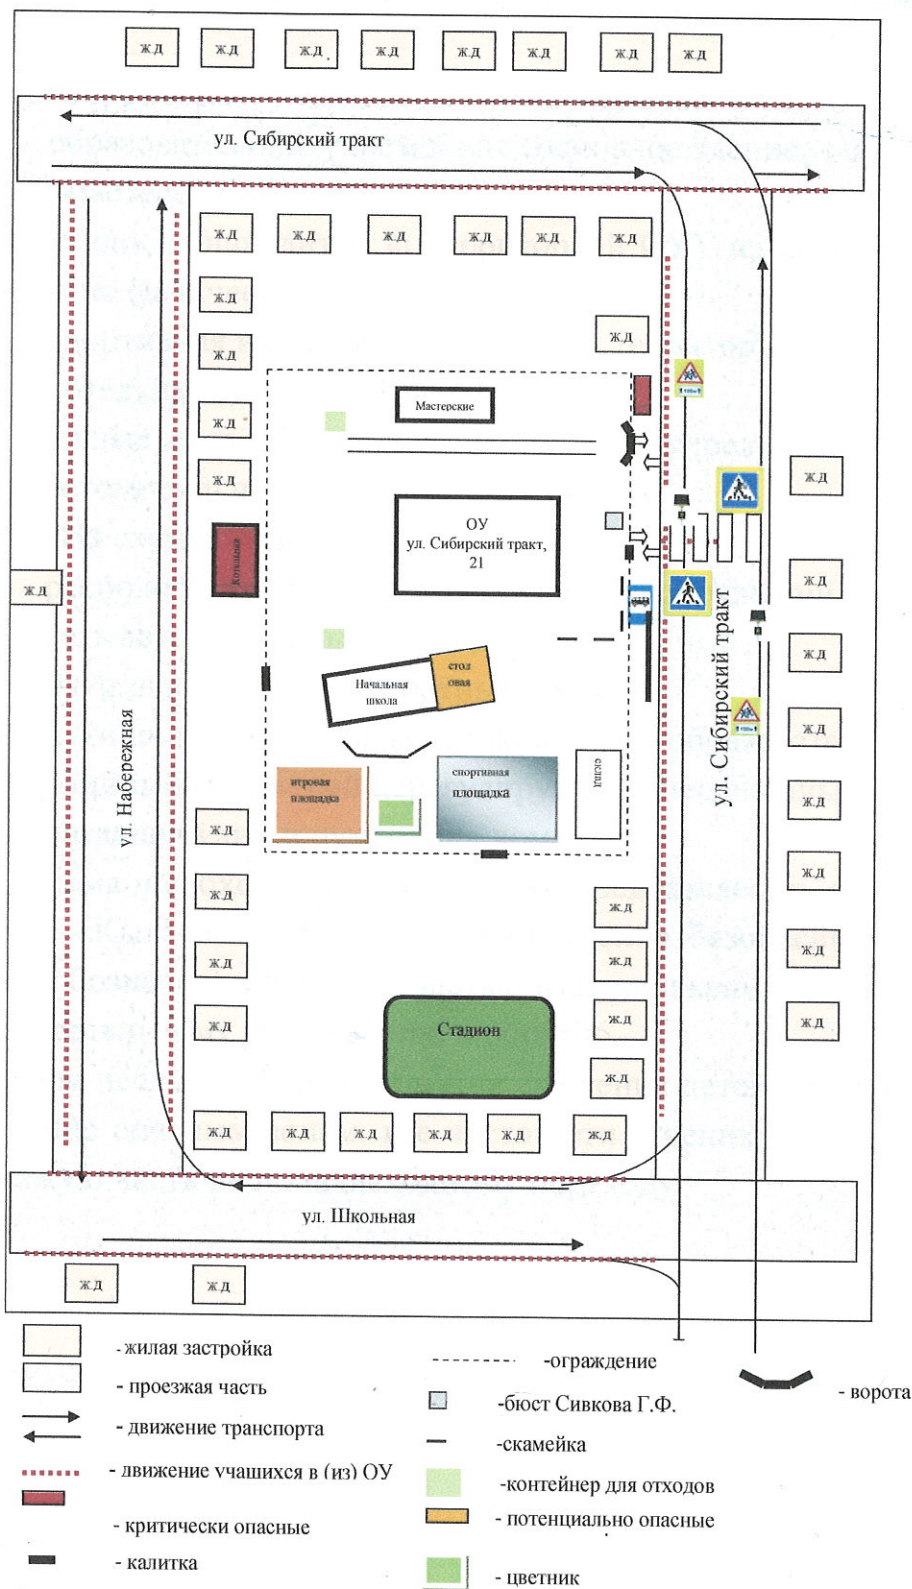 ж.д ж.д ж.д ж.д ж.д ж.д ж.д ж.д
ул. Сибирский тракт
ж.д ж.д ж.д ж.д ж.д ж.д
ж.д
ж.д
ж.д
Мастерские
ж.д
ж.д
ж.д
ОУ
ул. Сибирский тракт,
21
Котельная
ж.д
ж.д
ж.д
стол
овая
Начальная
школа
ул. Набережная
ул. Сибирский тракт
ж.д
игровая
площадка
спортивная
площадка
склад
ж.д
ж.д
ж.д
ж.д
ж.д
ж.д
ж.д
ж.д
ж.д
Стадион
ж.д
ж.д
ж.д
ж.д ж.д ж.д ж.д ж.д ж.д
ул. Школьная
ж.д ж.д
- жилая застройка
- проезжая часть
- движение транспорта
- движение учащихся в (из) ОУ
- критически опасные
- калитка
-ограждение
-бюст Сивкова Г.Ф.
-скамейка
-контейнер для отходов
- потенциально опасные
- цветник
- ворота